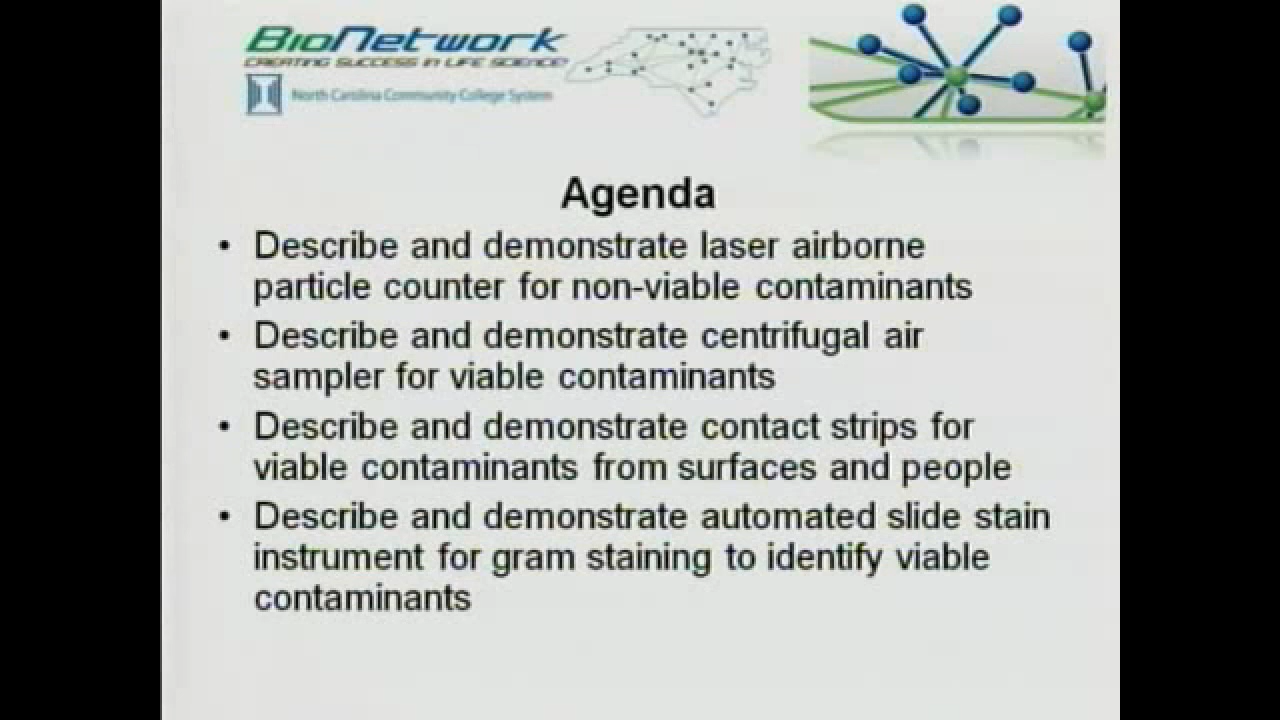 BioNetwork
CREATING SUCCESS IN LIFE SCIENCE
North Carolina Community College System
Agenda
• Describe and demonstrate laser airborne
particle counter for non-viable contaminants
• Describe and demonstrate centrifugal air
sampler for viable contaminants
• Describe and demonstrate contact strips for
viable contaminants from surfaces and people
• Describe and demonstrate automated slide stain
instrument for gram staining to identify viable
contaminants